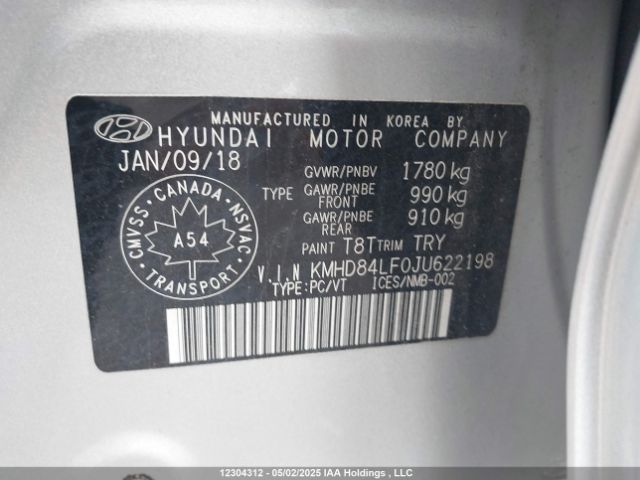 MANUFACTURED IN KOREA BY
HYUNDAI MOTOR COMPANY
JAN/09/18
GVWR/PNBV 1780 kg
TYPE GAWR/PNBE FRONT 990 kg
GAWR/PNBE REAR 910 kg
PAINT T8T TRIM TRY
V.I.N KMHD84LF0JU622198
TYPE:PC/VT ICES/NMB-002
CMVSS · CANADA · NSVAC
A54
TRANSPORT
12304312 - 05/02/2025 IAA Holdings , LLC